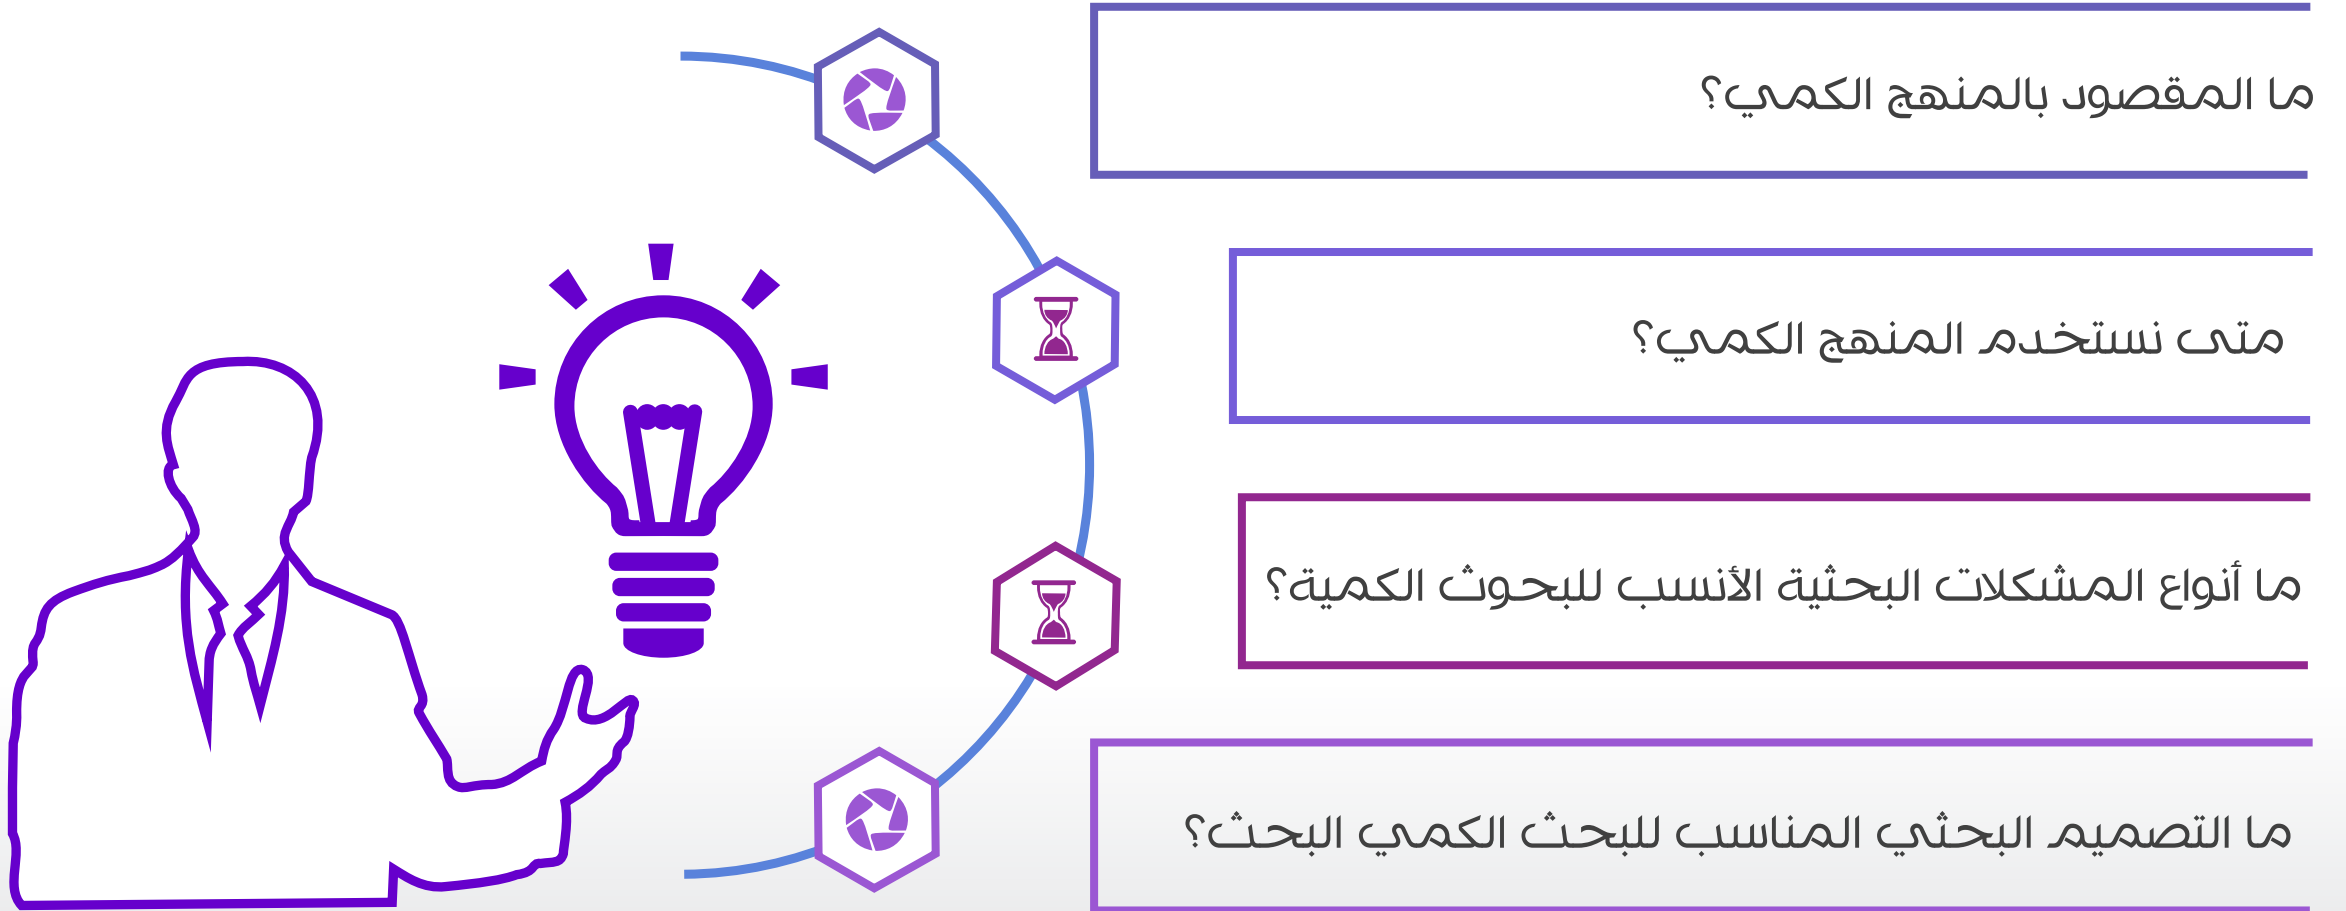 ما المقصود بالمنهج الكمي؟
متى نستخدم المنهج الكمي؟
ما أنواع المشكلات البحثية الأنسب للبحوث الكمية؟
ما التصميم البحثي المناسب للبحث الكمي البحث؟